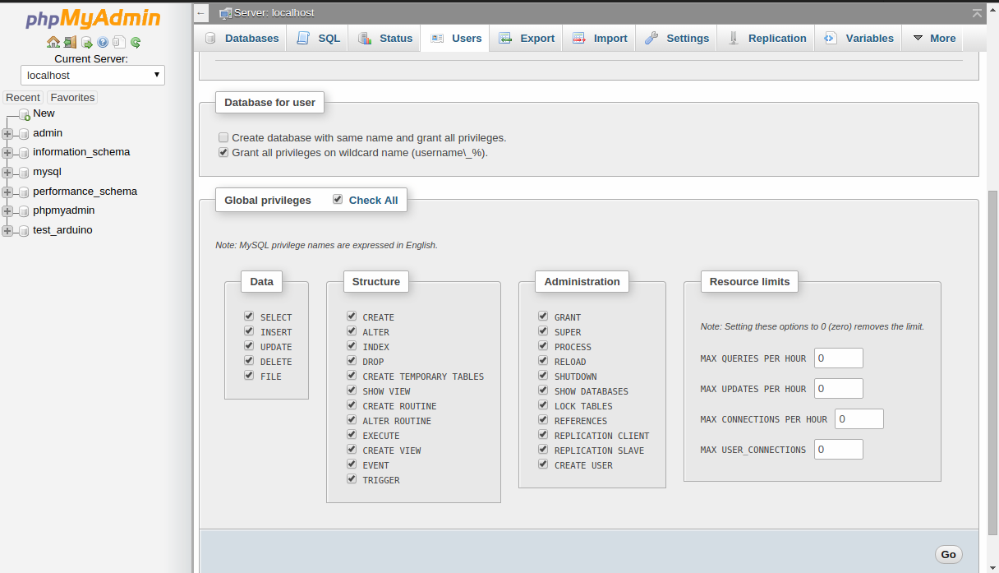 phpMyAdmin
Current Server:
localhost
Recent Favorites
New
admin
information_schema
mysql
performance_schema
phpmyadmin
test_arduino
Server: localhost
Databases SQL Status Users Export Import Settings Replication Variables More
Database for user
Create database with same name and grant all privileges.
Grant all privileges on wildcard name (username\_%).
Global privileges Check All
Note: MySQL privilege names are expressed in English.
Data
SELECT
INSERT
UPDATE
DELETE
FILE
Structure
CREATE
ALTER
INDEX
DROP
CREATE TEMPORARY TABLES
SHOW VIEW
CREATE ROUTINE
ALTER ROUTINE
EXECUTE
CREATE VIEW
EVENT
TRIGGER
Administration
GRANT
SUPER
PROCESS
RELOAD
SHUTDOWN
SHOW DATABASES
LOCK TABLES
REFERENCES
REPLICATION CLIENT
REPLICATION SLAVE
CREATE USER
Resource limits
Note: Setting these options to 0 (zero) removes the limit.
MAX QUERIES PER HOUR 0
MAX UPDATES PER HOUR 0
MAX CONNECTIONS PER HOUR 0
MAX USER_CONNECTIONS 0
Go